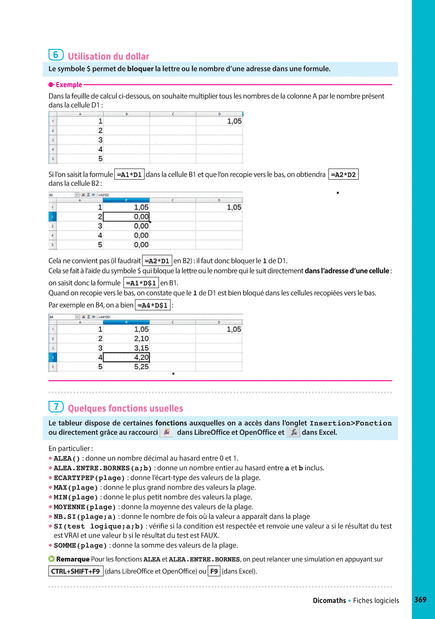 6 Utilisation du dollar
Le symbole $ permet de bloquer la lettre ou le nombre d'une adresse dans une formule.
Exemple
Dans la feuille de calcul ci-dessous, on souhaite multiplier tous les nombres de la colonne A par le nombre présent
dans la cellule D1 :
A B C D
1 1 1,05
2 2
3 3
4 4
5 5
Si l'on saisit la formule =A1*D1 dans la cellule B1 et que l'on recopie vers le bas, on obtiendra =A2*D2
dans la cellule B2 :
A B C D
1 1 1,05 1,05
2 2 0,00
3 3 0,00
4 4 0,00
5 5 0,00
Cela ne convient pas (il faudrait =A2*D1 en B2) : il faut donc bloquer le 1 de D1.
Cela se fait à l'aide du symbole $ qui bloque la lettre ou le nombre qui le suit directement dans l'adresse d'une cellule :
on saisit donc la formule =A1*D$1 en B1.
Quand on recopie vers le bas, on constate que le 1 de D1 est bien bloqué dans les cellules recopiées vers le bas.
Par exemple en B4, on a bien =A4*D$1 :
A B C D
1 1 1,05 1,05
2 2 2,10
3 3 3,15
4 4 4,20
5 5 5,25
7 Quelques fonctions usuelles
Le tableur dispose de certaines fonctions auxquelles on a accès dans l'onglet Insertion>Fonction
ou directement grâce au raccourci dans LibreOffice et OpenOffice et dans Excel.
En particulier :
• ALEA() : donne un nombre décimal au hasard entre 0 et 1.
• ALEA.ENTRE.BORNES(a;b) : donne un nombre entier au hasard entre a et b inclus.
• ECARTYPEP(plage) : donne l'écart-type des valeurs de la plage.
• MAX(plage) : donne le plus grand nombre des valeurs la plage.
• MIN(plage) : donne le plus petit nombre des valeurs la plage.
• MOYENNE(plage) : donne la moyenne des valeurs de la plage.
• NB.SI(plage;a) : donne le nombre de fois où la valeur a apparaît dans la plage
• SI(test logique;a;b) : vérifie si la condition est respectée et renvoie une valeur a si le résultat du test
est VRAI et une valeur b si le résultat du test est FAUX.
• SOMME(plage) : donne la somme des valeurs de la plage.
Remarque Pour les fonctions ALEA et ALEA.ENTRE.BORNES, on peut relancer une simulation en appuyant sur
CTRL+SHIFT+F9 (dans LibreOffice et OpenOffice) ou F9 (dans Excel).
Dicomaths • Fiches logiciels 369